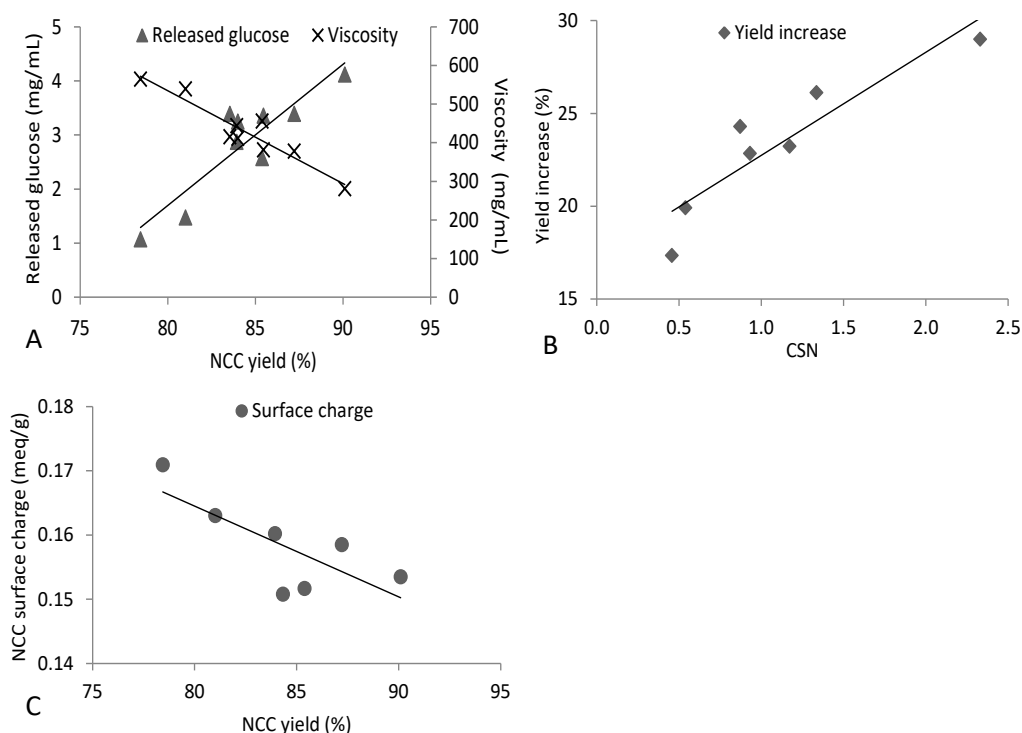 Released glucose
Viscosity
5
4
3
2
1
0
Released glucose (mg/mL)
700
600
500
400
300
200
100
0
Viscosity (mg/mL)
75 80 85 90 95
NCC yield (%)
A
Yield increase
30
25
20
15
Yield increase (%)
0.0 0.5 1.0 1.5 2.0 2.5
CSN
B
Surface charge
0.18
0.17
0.16
0.15
0.14
NCC surface charge (meq/g)
75 80 85 90 95
NCC yield (%)
C